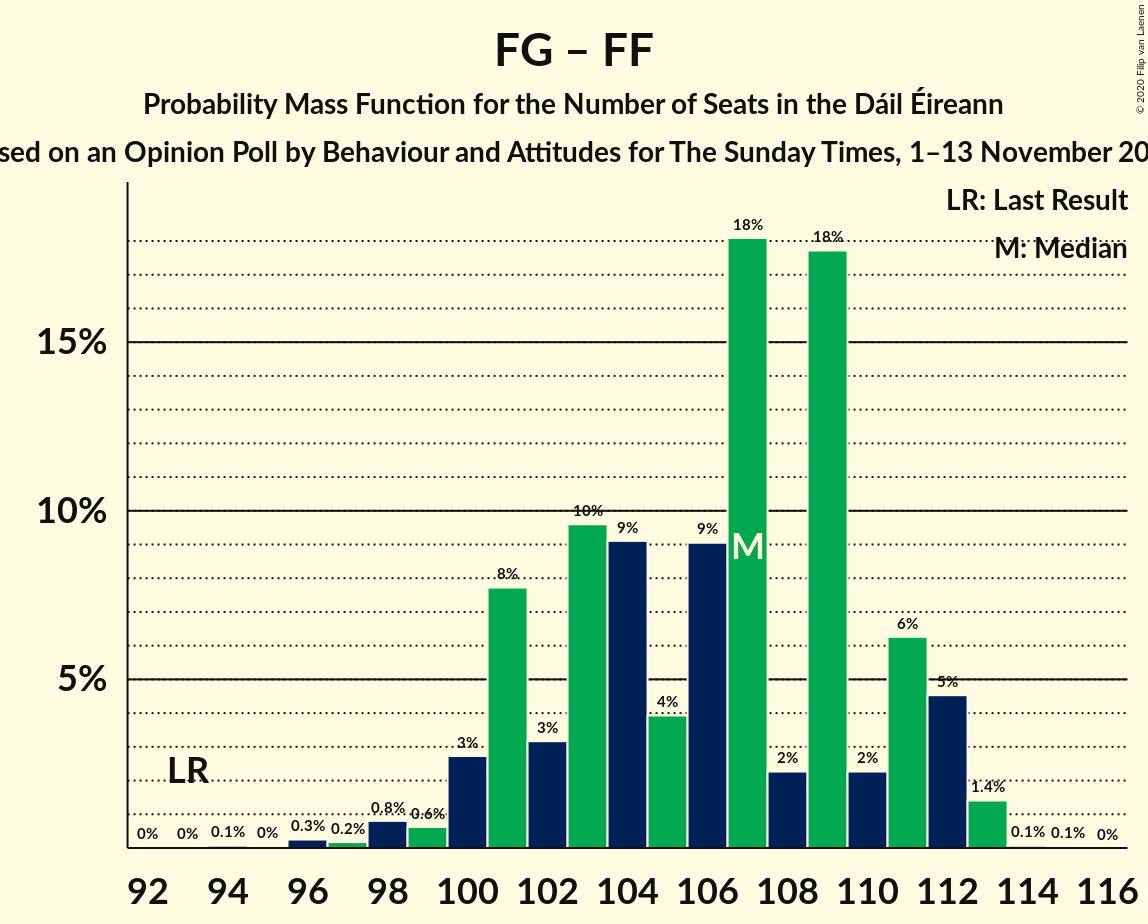 FG – FF
Probability Mass Function for the Number of Seats in the Dáil Éireann
sed on an Opinion Poll by Behaviour and Attitudes for The Sunday Times, 1–13 November 20
© 2020 Filip van Laenen
LR: Last Result
M: Median
15%
10%
5%
0% 0% 0.1% 0% 0.3% 0.2% 0.8% 0.6% 3% 8% 3% 10% 9% 4% 9% 18% 2% 18% 2% 6% 5% 1.4% 0.1% 0.1% 0%
LR
M
92 94 96 98 100 102 104 106 108 110 112 114 116